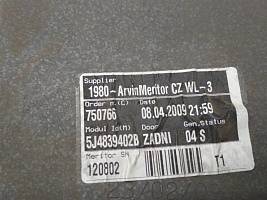 Supplier
1980-ArvinMeritor CZ WL-3
Order n.(C) Date
750766 08.04.2009 21:59
Modul Id(M) Door Gen.Status
5J4839402B ZADNI 04 S
Meritor SN
120802 T1